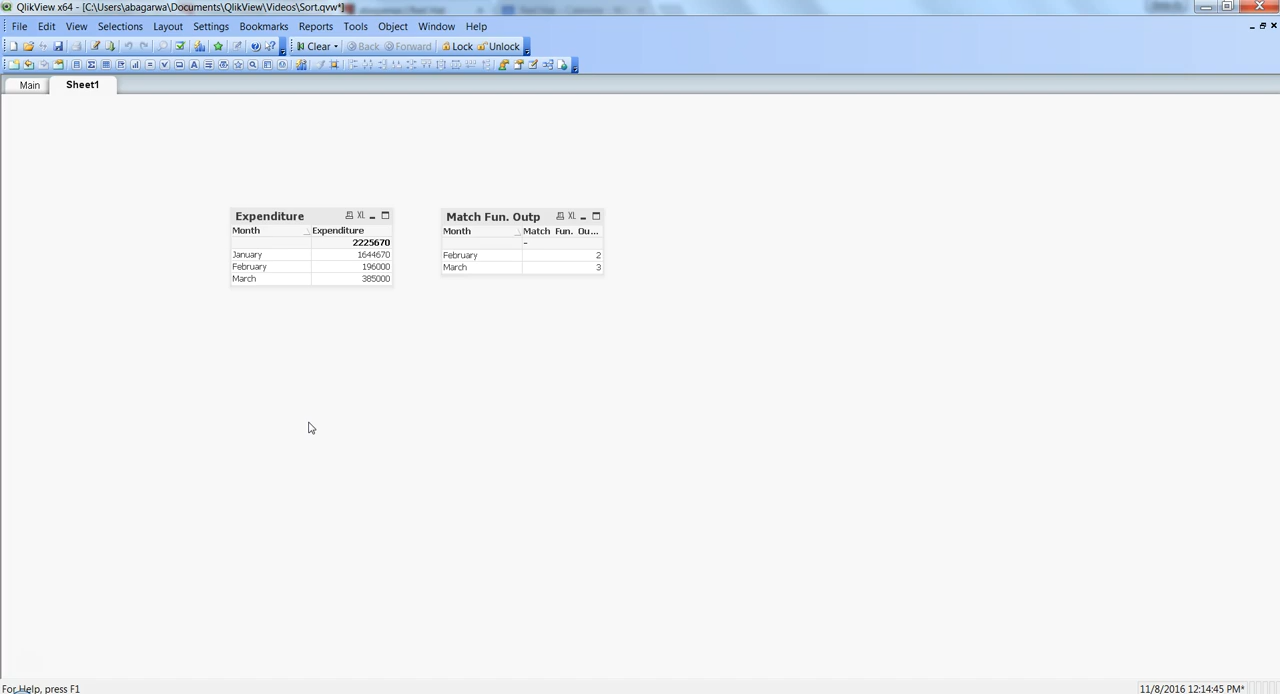 QlikView x64 - [C:\Users\abagarwa\Documents\QlikView\Videos\Sort.qvw*]
File Edit View Selections Layout Settings Bookmarks Reports Tools Object Window Help
Clear Back Forward Lock Unlock
Main Sheet1
Expenditure XL
Month Expenditure
2225670
January 1644670
February 196000
March 385000
Match Fun. Outp XL
Month Match Fun. Ou...
-
February 2
March 3
For Help, press F1 11/8/2016 12:14:45 PM*